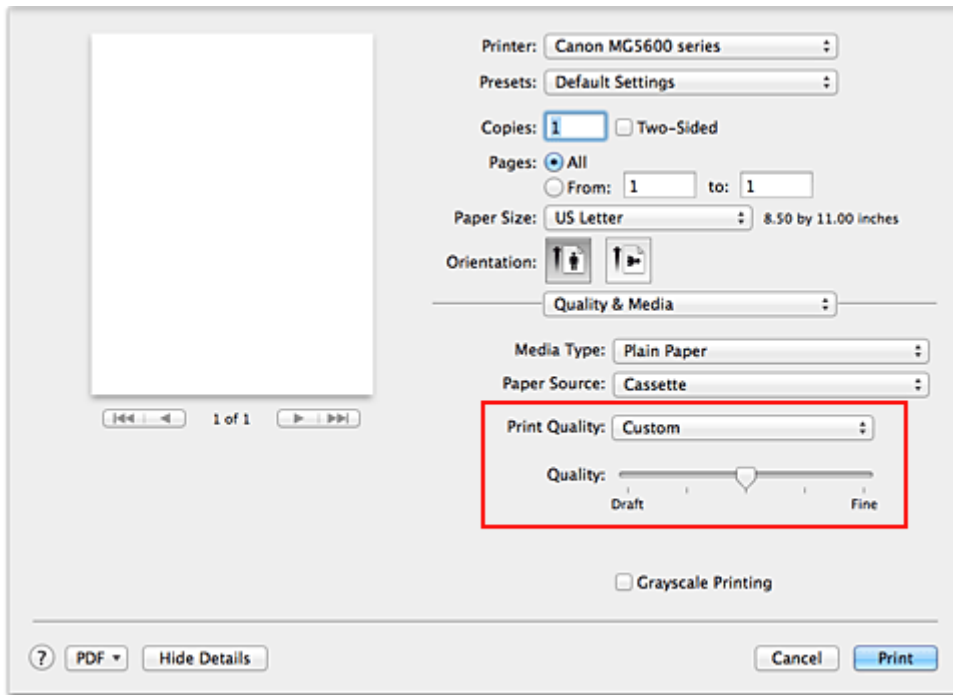 Printer: Canon MG5600 series
Presets: Default Settings
Copies: 1 Two-Sided
Pages: All
From: 1 to: 1
Paper Size: US Letter 8.50 by 11.00 inches
Orientation:
Quality & Media
Media Type: Plain Paper
Paper Source: Cassette
1 of 1
Print Quality: Custom
Quality:
Draft Fine
Grayscale Printing
? PDF Hide Details Cancel Print